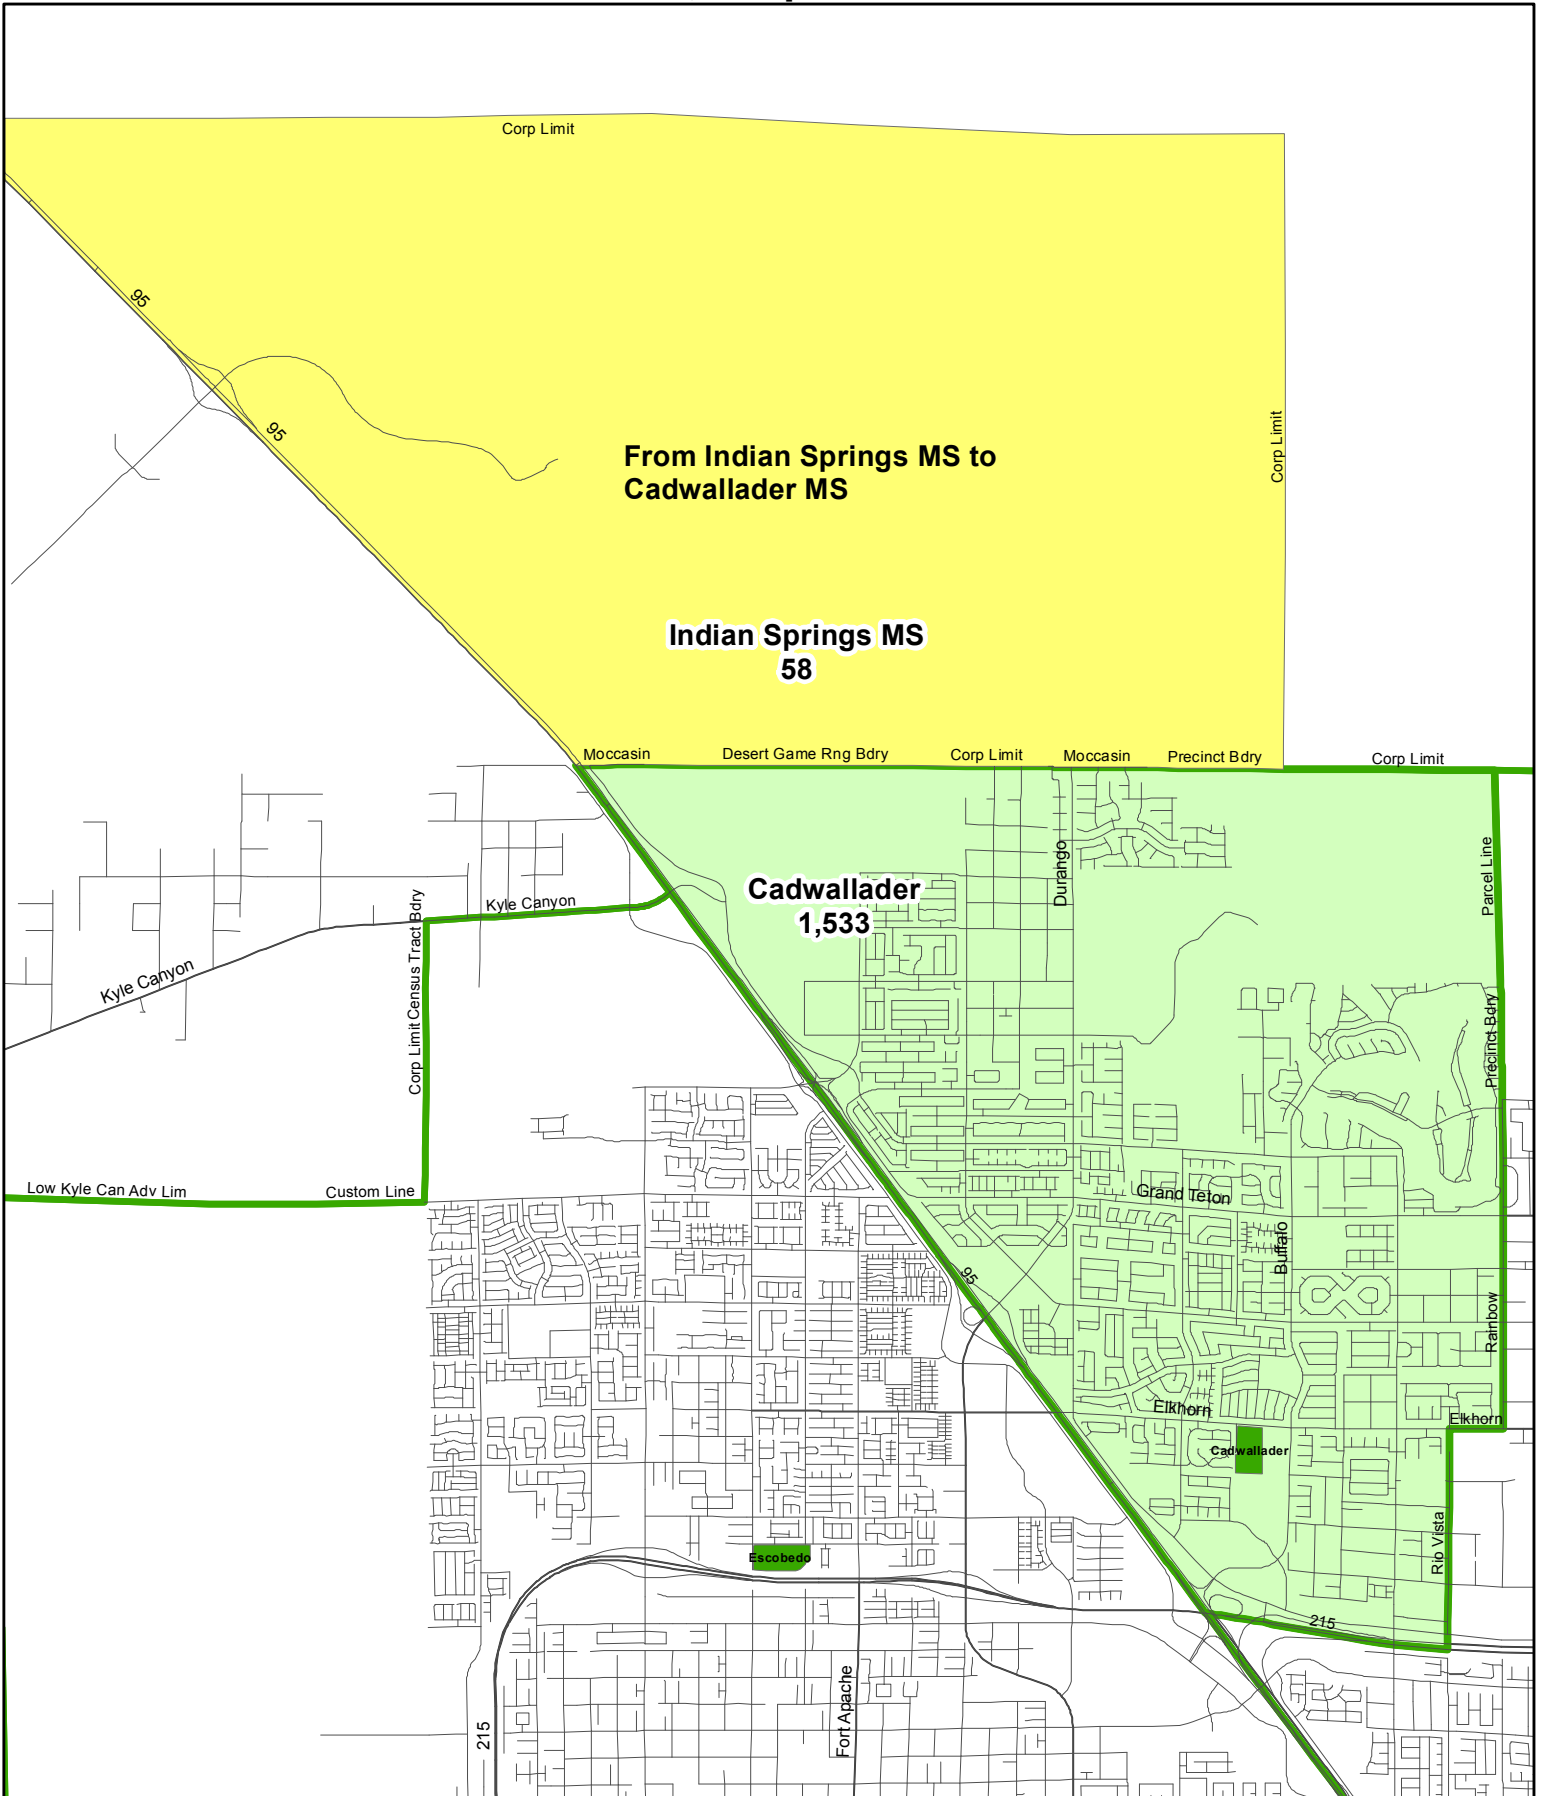 Corp Limit
95
95
Corp Limit
From Indian Springs MS to
Cadwallader MS
Indian Springs MS
58
Moccasin
Desert Game Rng Bdry
Corp Limit
Moccasin
Precinct Bdry
Corp Limit
Durango
Parcel Line
Cadwallader
1,533
Kyle Canyon
Kyle Canyon
Corp Limit
Census Tract Bdry
Precinct Bdry
Low Kyle Can Adv Lim
Custom Line
Grand Teton
Buffalo
95
Rainbow
Elkhorn
Elkhorn
Cadwallader
Rio Vista
Escobedo
215
Fort Apache
215